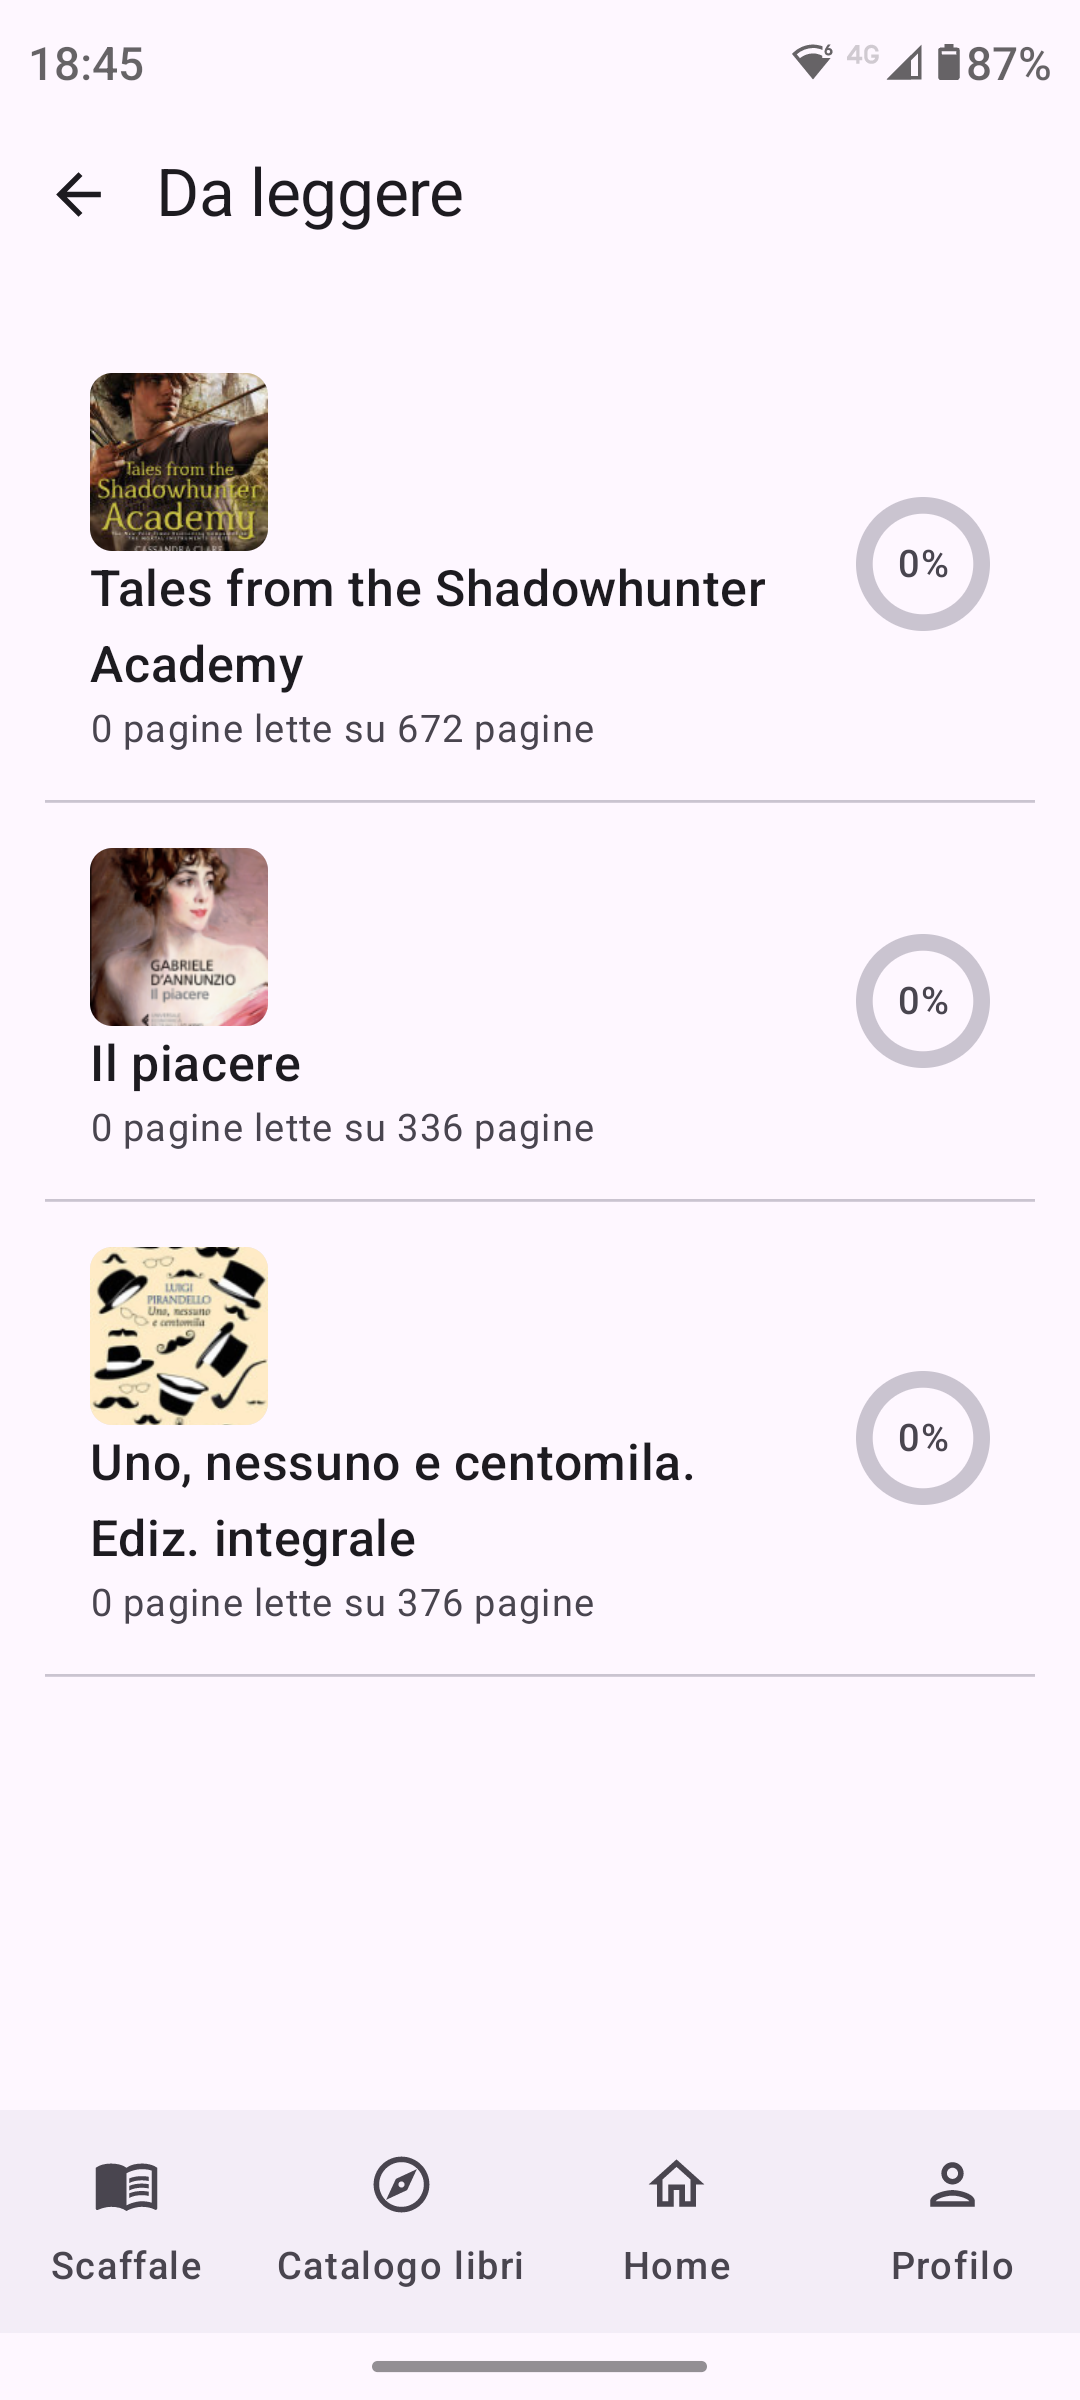 18:45
6 4G 87%
Da leggere
Tales from the
Shadowhunter
Academy
CASSANDRA CLARE
Tales from the Shadowhunter
Academy
0 pagine lette su 672 pagine
0%
GABRIELE
D'ANNUNZIO
Il piacere
Il piacere
0 pagine lette su 336 pagine
0%
LUIGI
PIRANDELLO
Uno, nessuno
e centomila
Uno, nessuno e centomila.
Ediz. integrale
0 pagine lette su 376 pagine
0%
Scaffale
Catalogo libri
Home
Profilo